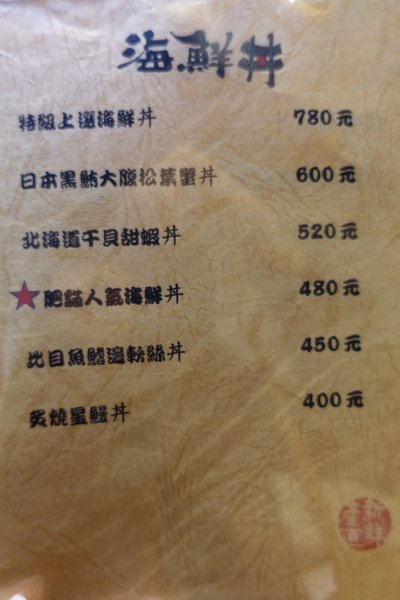 海鮮丼
特級上選海鮮丼 780元
日本黑鮪大腹松葉蟹丼 600元
北海道干貝甜蝦丼 520元
★肥貓人氣海鮮丼 480元
比目魚鰭邊軟絲丼 450元
炙燒星鰻丼 400元